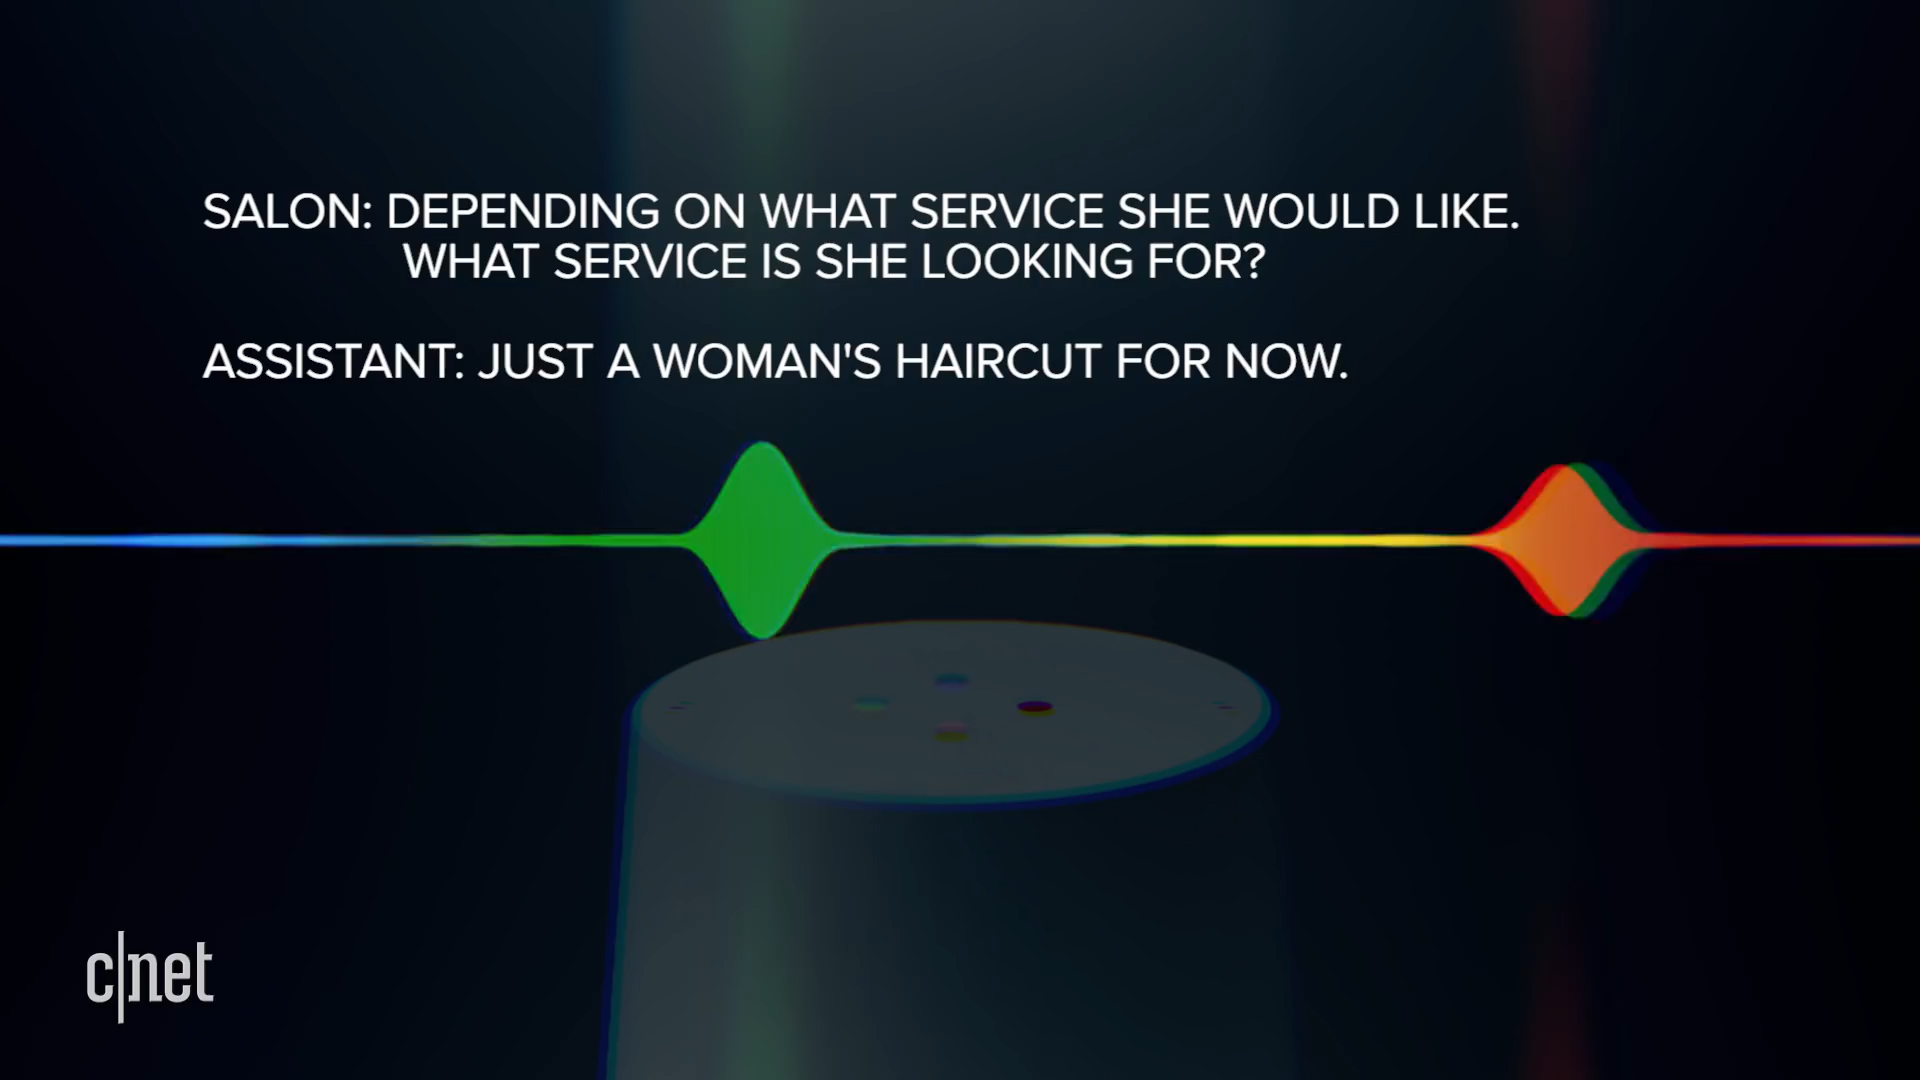 SALON: DEPENDING ON WHAT SERVICE SHE WOULD LIKE.
WHAT SERVICE IS SHE LOOKING FOR?
ASSISTANT: JUST A WOMAN'S HAIRCUT FOR NOW.
c|net